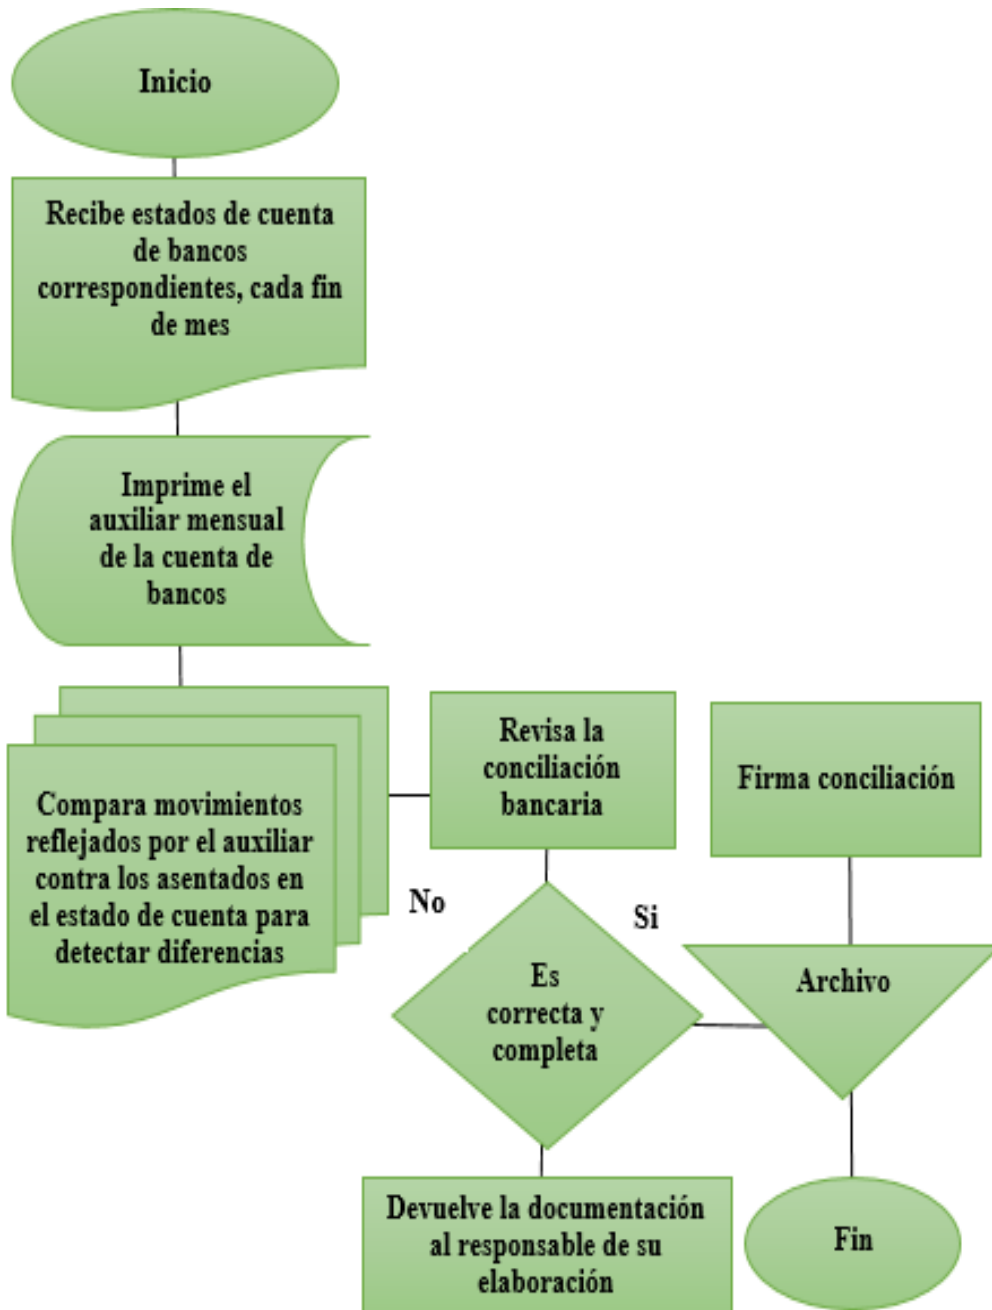 Inicio
Recibe estados de cuenta
de bancos
correspondientes, cada fin
de mes
Imprime el
auxiliar mensual
de la cuenta de
bancos
Compara movimientos
reflejados por el auxiliar
contra los asentados en
el estado de cuenta para
detectar diferencias
Revisa la
conciliación
bancaria
No
Si
Es
correcta y
completa
Devuelve la documentación
al responsable de su
elaboración
Firma conciliación
Archivo
Fin